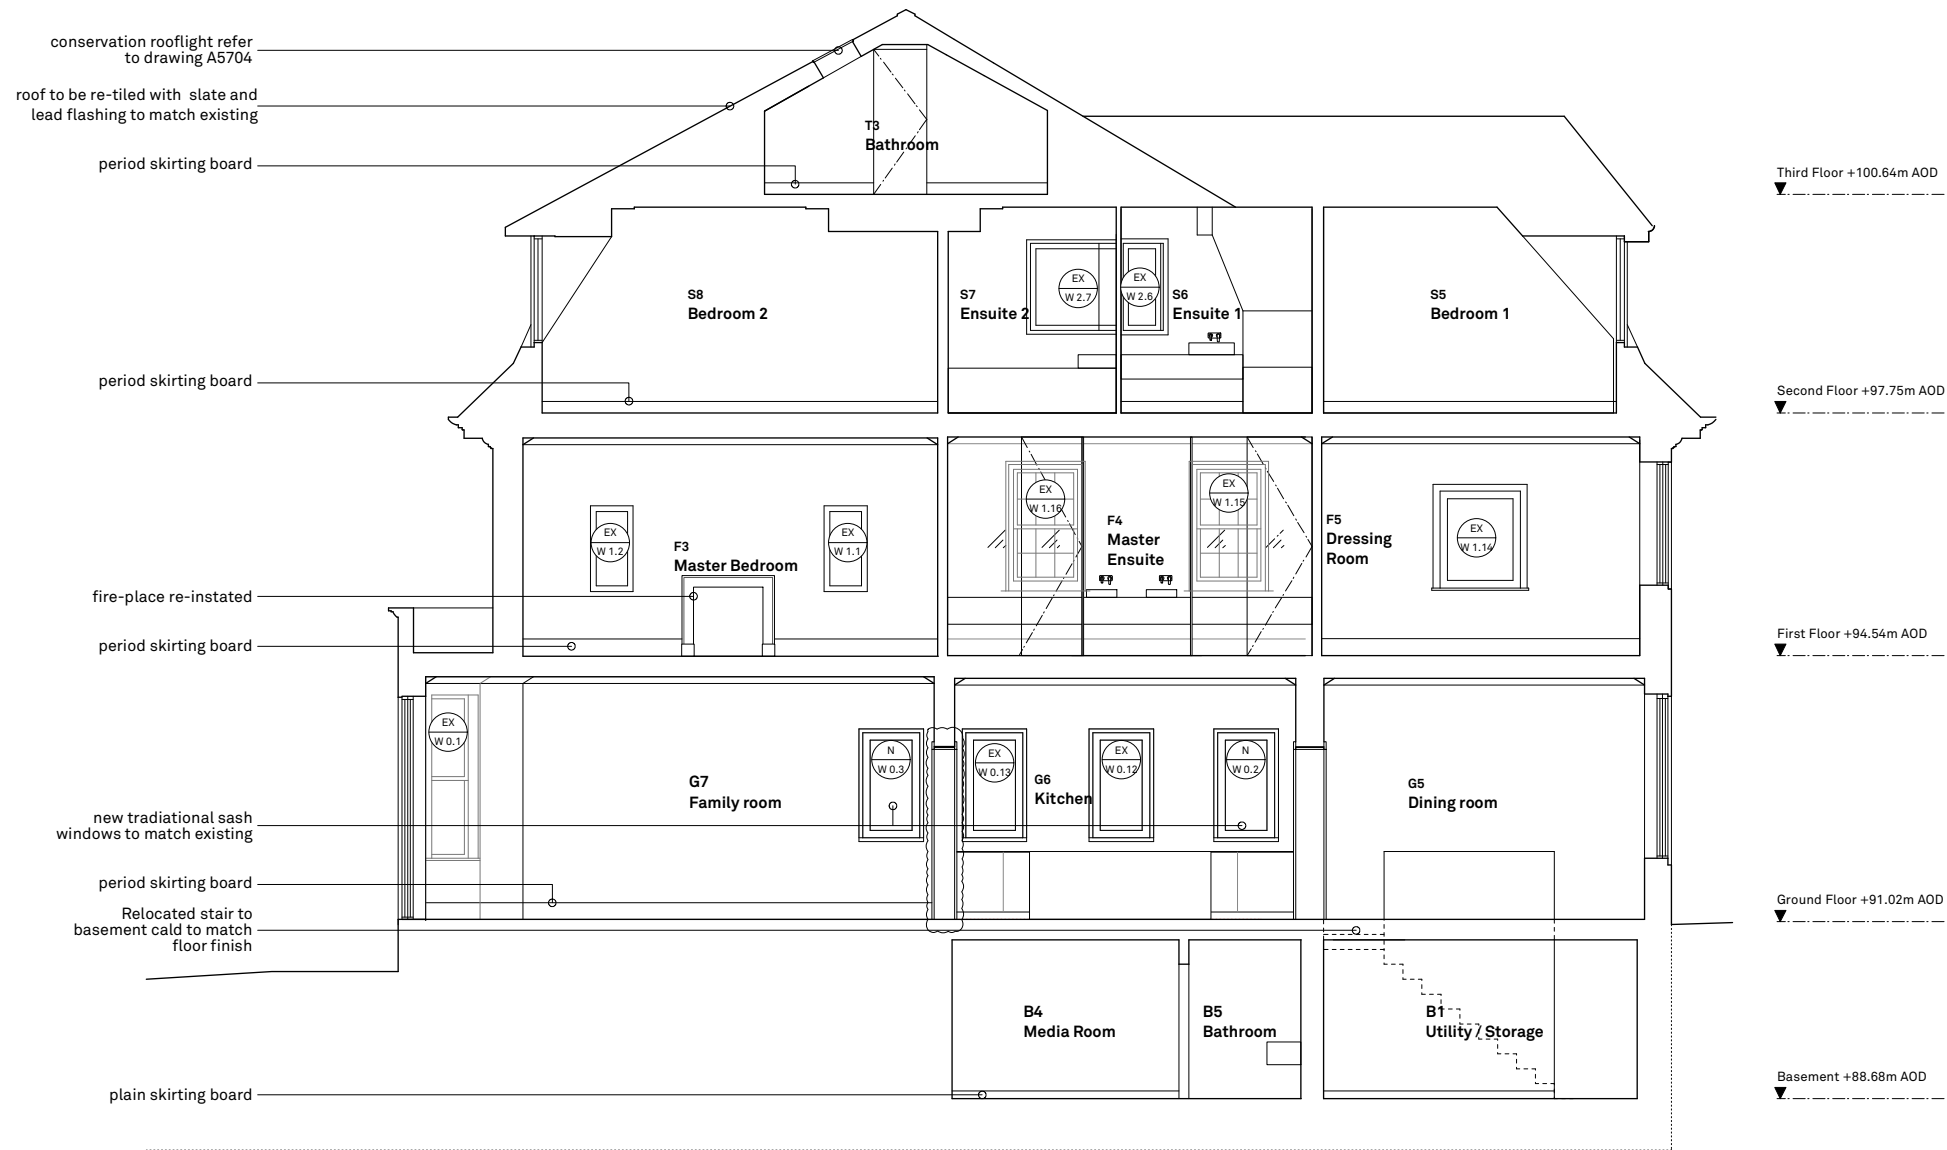 conservation rooflight refer
to drawing A5704
roof to be re-tiled with slate and
lead flashing to match existing
period skirting board
T3
Bathroom
Third Floor +100.64m AOD
S8
Bedroom 2
S7
Ensuite 2
EX
W 2.7
EX
W 2.6
S6
Ensuite 1
S5
Bedroom 1
period skirting board
Second Floor +97.75m AOD
EX
W 1.2
F3
Master Bedroom
EX
W 1.1
EX
W 1.16
F4
Master
Ensuite
EX
W 1.15
F5
Dressing
Room
EX
W 1.14
fire-place re-instated
period skirting board
First Floor +94.54m AOD
EX
W 0.1
G7
Family room
N
W 0.3
EX
W 0.13
G6
Kitchen
EX
W 0.12
N
W 0.2
G5
Dining room
new tradiational sash
windows to match existing
period skirting board
Relocated stair to
basement cald to match
floor finish
Ground Floor +91.02m AOD
B4
Media Room
B5
Bathroom
B1
Utility / Storage
plain skirting board
Basement +88.68m AOD